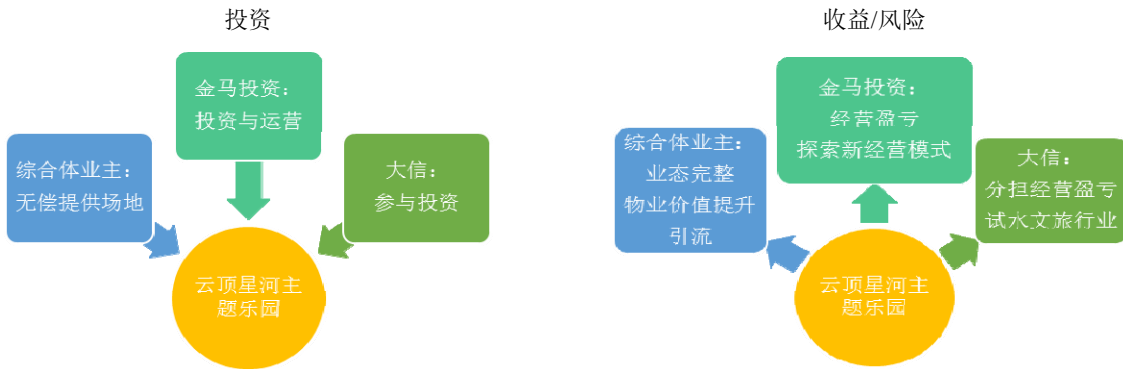 投资
金马投资：
投资与运营
综合体业主：
无偿提供场地
大信：
参与投资
云顶星河主
题乐园
收益/风险
金马投资：
经营盈亏
探索新经营模式
综合体业主：
业态完整
物业价值提升
引流
大信：
分担经营盈亏
试水文旅行业
云顶星河主
题乐园